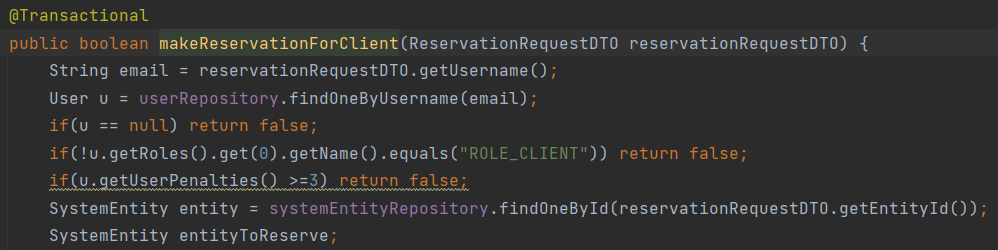 @Transactional
public boolean makeReservationForClient(ReservationRequestDTO reservationRequestDTO) {
String email = reservationRequestDTO.getUsername();
User u = userRepository.findOneByUsername(email);
if(u == null) return false;
if(!u.getRoles().get(0).getName().equals("ROLE_CLIENT")) return false;
if(u.getUserPenalties() >=3) return false;
SystemEntity entity = systemEntityRepository.findOneById(reservationRequestDTO.getEntityId());
SystemEntity entityToReserve;